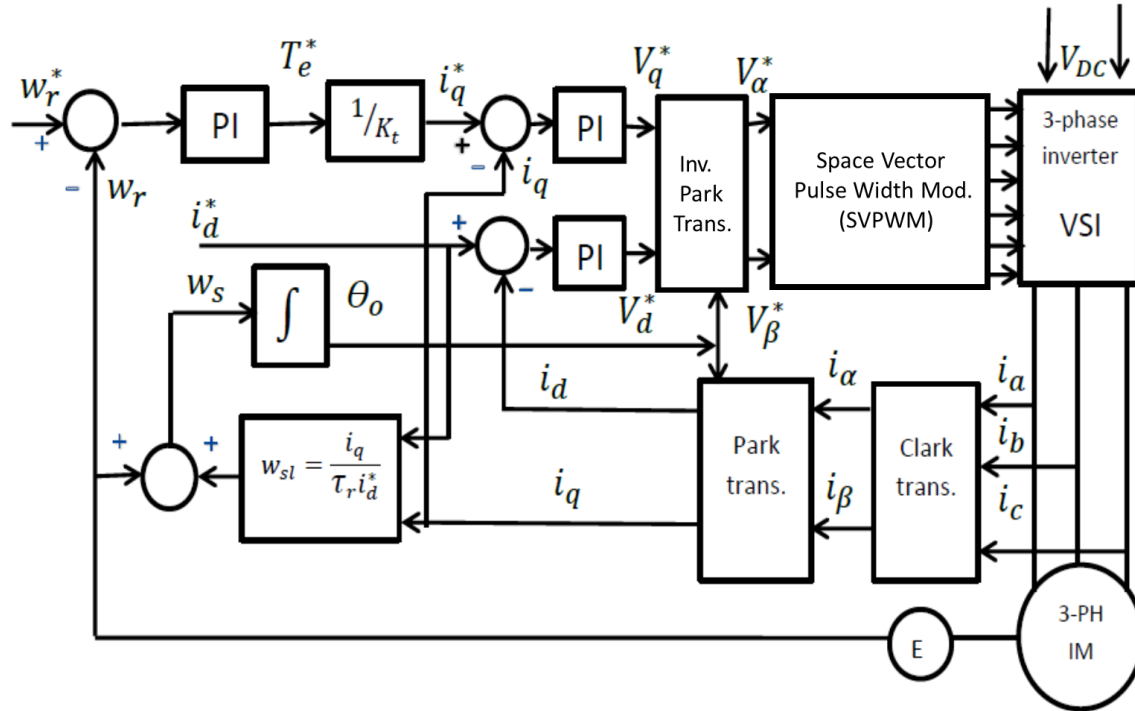 w_r^*
+
−
w_r
PI
T_e^*
1/K_t
i_q^*
+
−
i_q
PI
V_q^*
Inv.
Park
Trans.
V_α^*
Space Vector
Pulse Width Mod.
(SVPWM)
V_DC
3-phase
inverter
VSI
i_d^*
+
−
PI
V_d^*
V_β^*
w_s
∫
θ_o
i_d
i_α
i_a
+
+
w_sl = i_q / τ_r i_d^*
i_q
Park
trans.
i_β
Clark
trans.
i_b
i_c
E
3-PH
IM